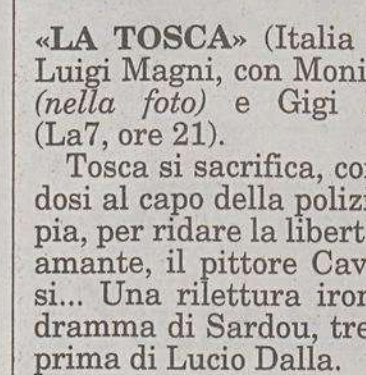 «LA TOSCA» (Italia
Luigi Magni, con Moni
(nella foto) e Gigi
(La7, ore 21).
Tosca si sacrifica, con
dosi al capo della polizi
pia, per ridare la libert
amante, il pittore Cav
si... Una rilettura iron
dramma di Sardou, tre
prima di Lucio Dalla.